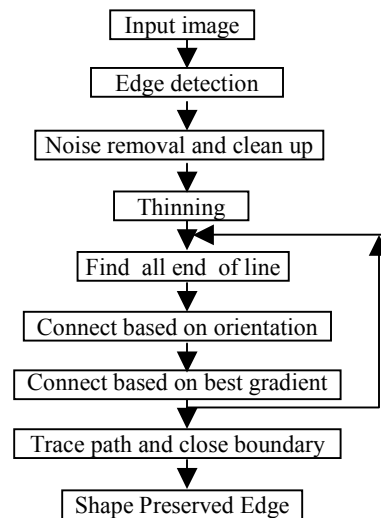 Input image
Edge detection
Noise removal and clean up
Thinning
Find all end of line
Connect based on orientation
Connect based on best gradient
Trace path and close boundary
Shape Preserved Edge